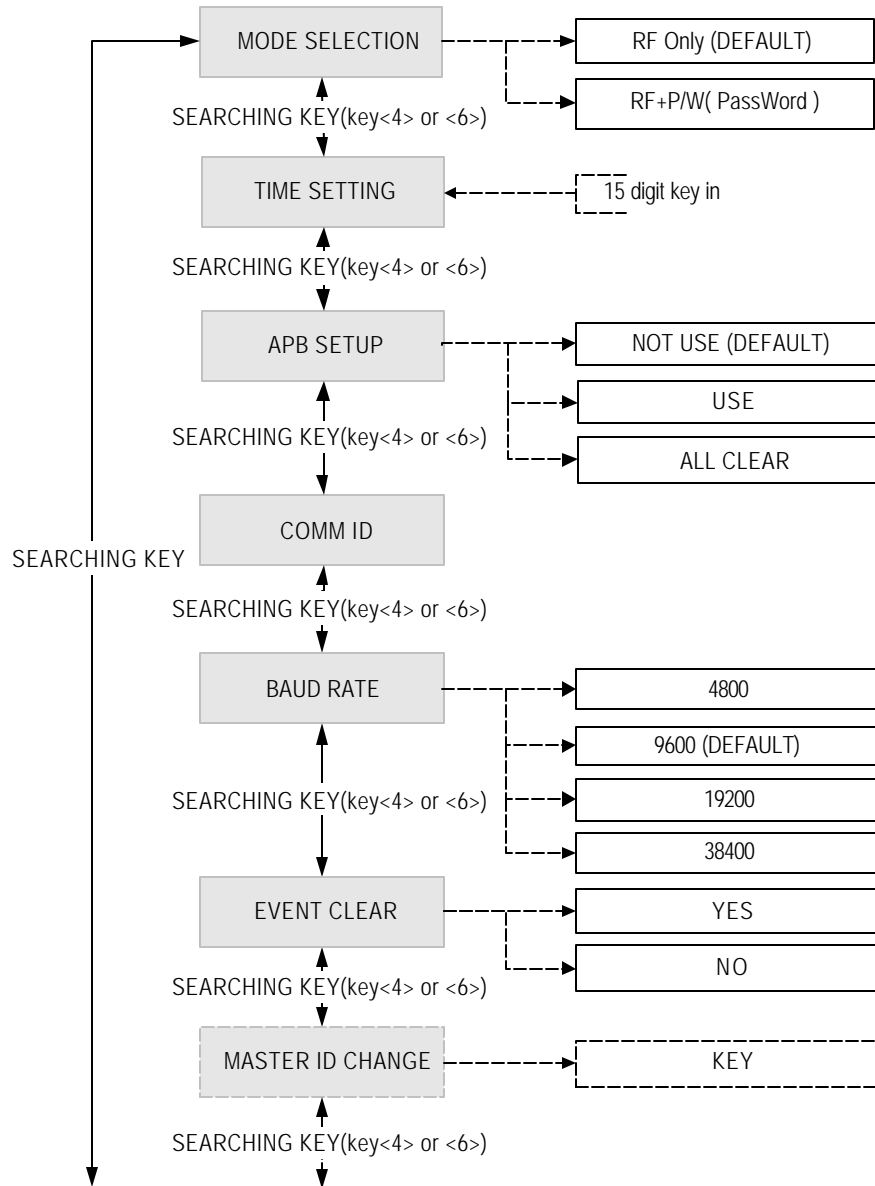 MODE SELECTION
RF Only (DEFAULT)
RF+P/W( PassWord )
SEARCHING KEY(key<4> or <6>)
TIME SETTING
15 digit key in
SEARCHING KEY(key<4> or <6>)
APB SETUP
NOT USE (DEFAULT)
USE
ALL CLEAR
SEARCHING KEY(key<4> or <6>)
COMM ID
SEARCHING KEY
SEARCHING KEY(key<4> or <6>)
BAUD RATE
4800
9600 (DEFAULT)
19200
38400
SEARCHING KEY(key<4> or <6>)
EVENT CLEAR
YES
NO
SEARCHING KEY(key<4> or <6>)
MASTER ID CHANGE
KEY
SEARCHING KEY(key<4> or <6>)